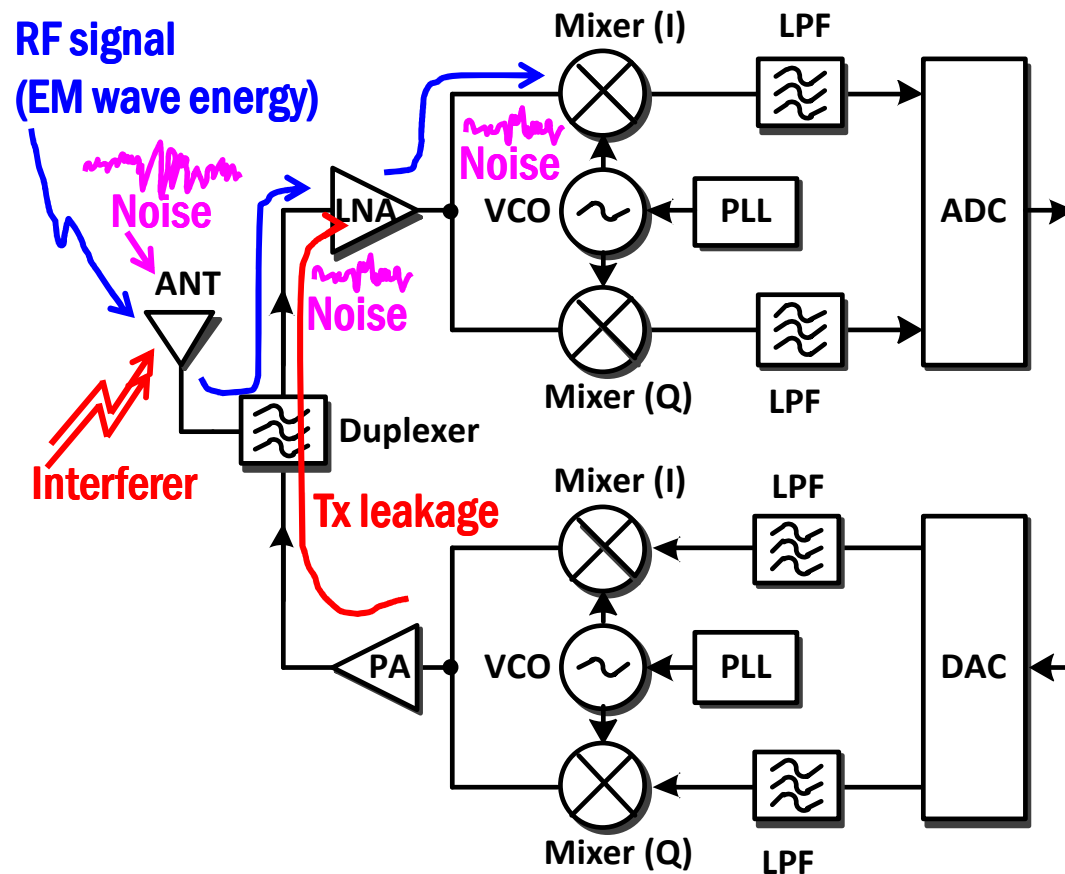 RF signal
(EM wave energy)
Mixer (I)
LPF
Noise
Noise
LNA
VCO
PLL
ADC
ANT
Noise
Mixer (Q)
LPF
Interferer
Duplexer
Tx leakage
Mixer (I)
LPF
PA
VCO
PLL
DAC
Mixer (Q)
LPF